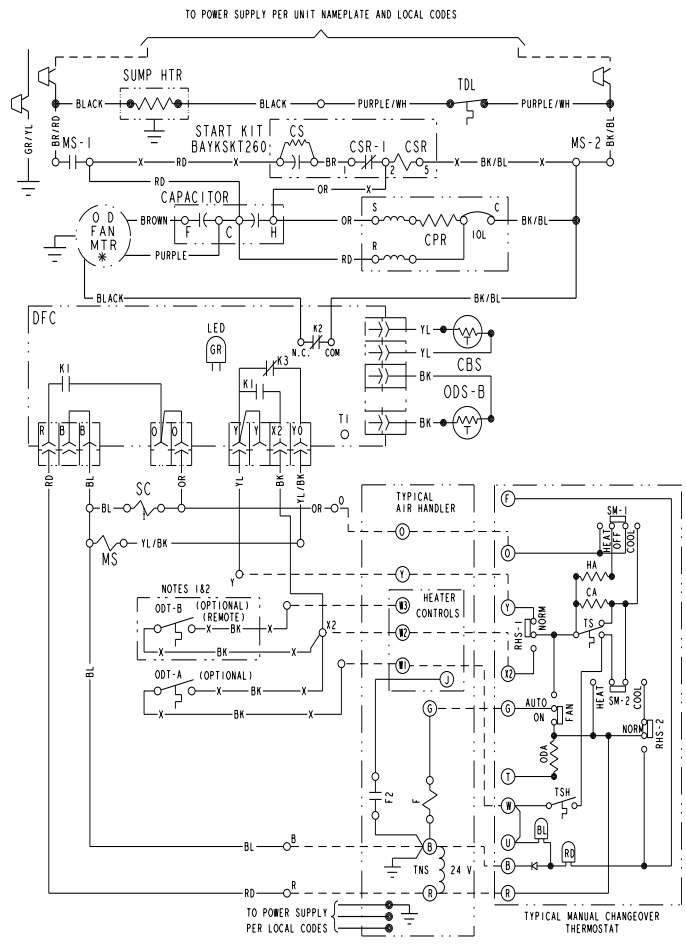 TO POWER SUPPLY PER UNIT NAMEPLATE AND LOCAL CODES
SUMP HTR
TDL
BLACK
BLACK
PURPLE/WH
PURPLE/WH
GR/YL
BR/RD
BK/BL
START KIT
BAYKSKT260
CS
CSR-1
CSR
MS-1
MS-2
X
RD
X
BR
1
2
5
X
BK/BL
X
RD
OR
X
CAPACITOR
O D
FAN
MTR
*
BROWN
F
C
H
OR
S
C
CPR
IOL
BK/BL
PURPLE
RD
R
BLACK
BK/BL
DFC
LED
GR
K2
N.C.
COM
K3
K1
K1
YL
YL
T
CBS
BK
ODS-B
BK
T
R
B
B
O
O
Y
Y
X2
YO
T1
RD
BL
OR
YL
BK
YL/BK
SC
BL
1
OR
O
MS
YL/BK
TYPICAL
AIR HANDLER
O
Y
Y
NOTES 1&2
ODT-B
(OPTIONAL)
(REMOTE)
X
BK
X
X
BK
X
X2
ODT-A
(OPTIONAL)
X
BK
X
BK
X
HEATER
CONTROLS
W3
W2
W1
J
G
BL
F2
F
BL
B
B
TNS
24 V
RD
R
R
TO POWER SUPPLY
PER LOCAL CODES
F
SM-1
HEAT
OFF
COOL
O
HA
CA
Y
RHS-1
NORM
TS
X2
G
AUTO
ON
FAN
HEAT
SM-2
COOL
NORM
RHS-2
ODA
T
TSH
W
U
BL
RD
B
R
TYPICAL MANUAL CHANGEOVER
THERMOSTAT